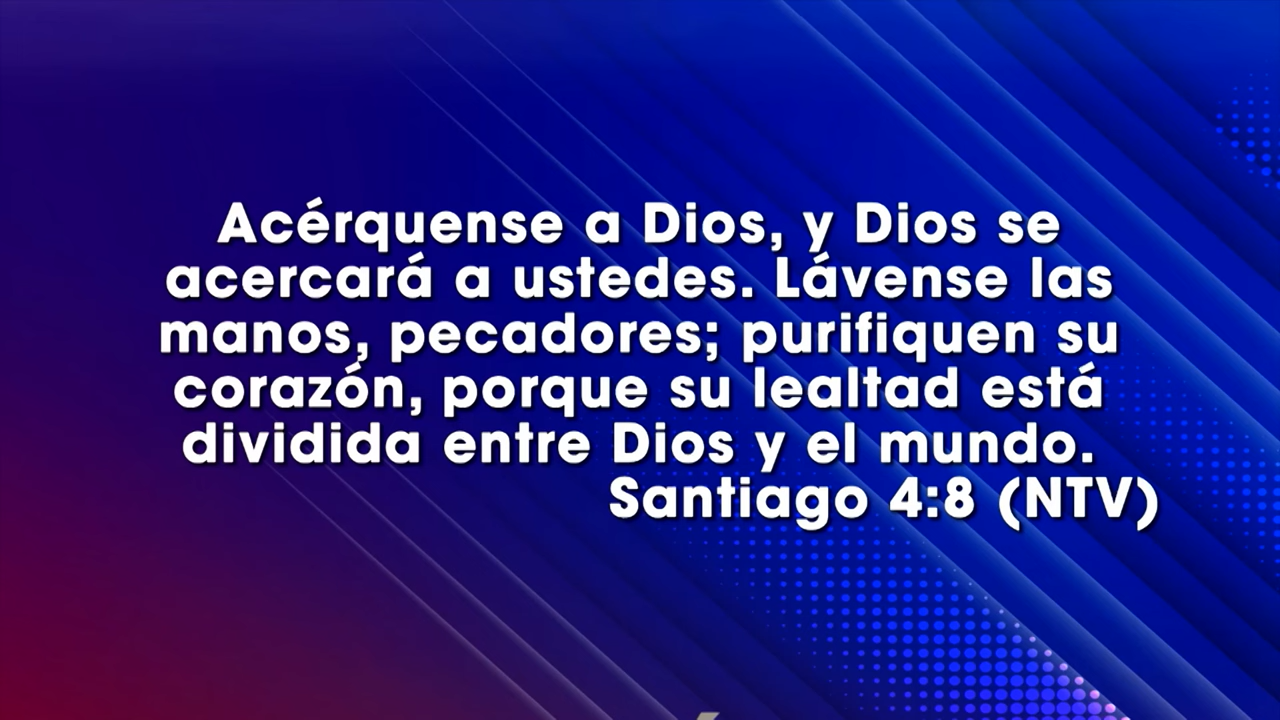 Acérquense a Dios, y Dios se
acercará a ustedes. Lávense las
manos, pecadores; purifiquen su
corazón, porque su lealtad está
dividida entre Dios y el mundo.
Santiago 4:8 (NTV)